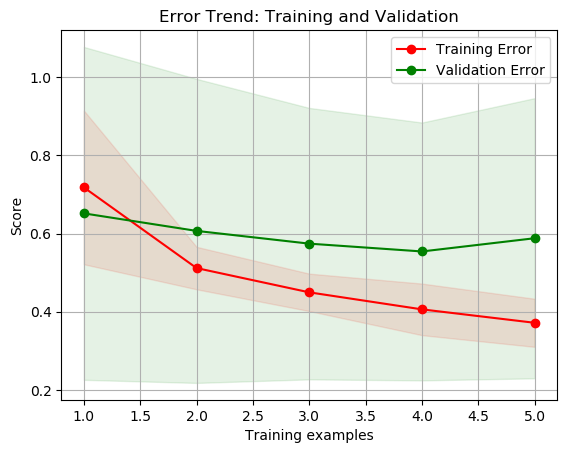 Error Trend: Training and Validation
Training Error
Validation Error
Score
1.0
0.8
0.6
0.4
0.2
1.0 1.5 2.0 2.5 3.0 3.5 4.0 4.5 5.0
Training examples